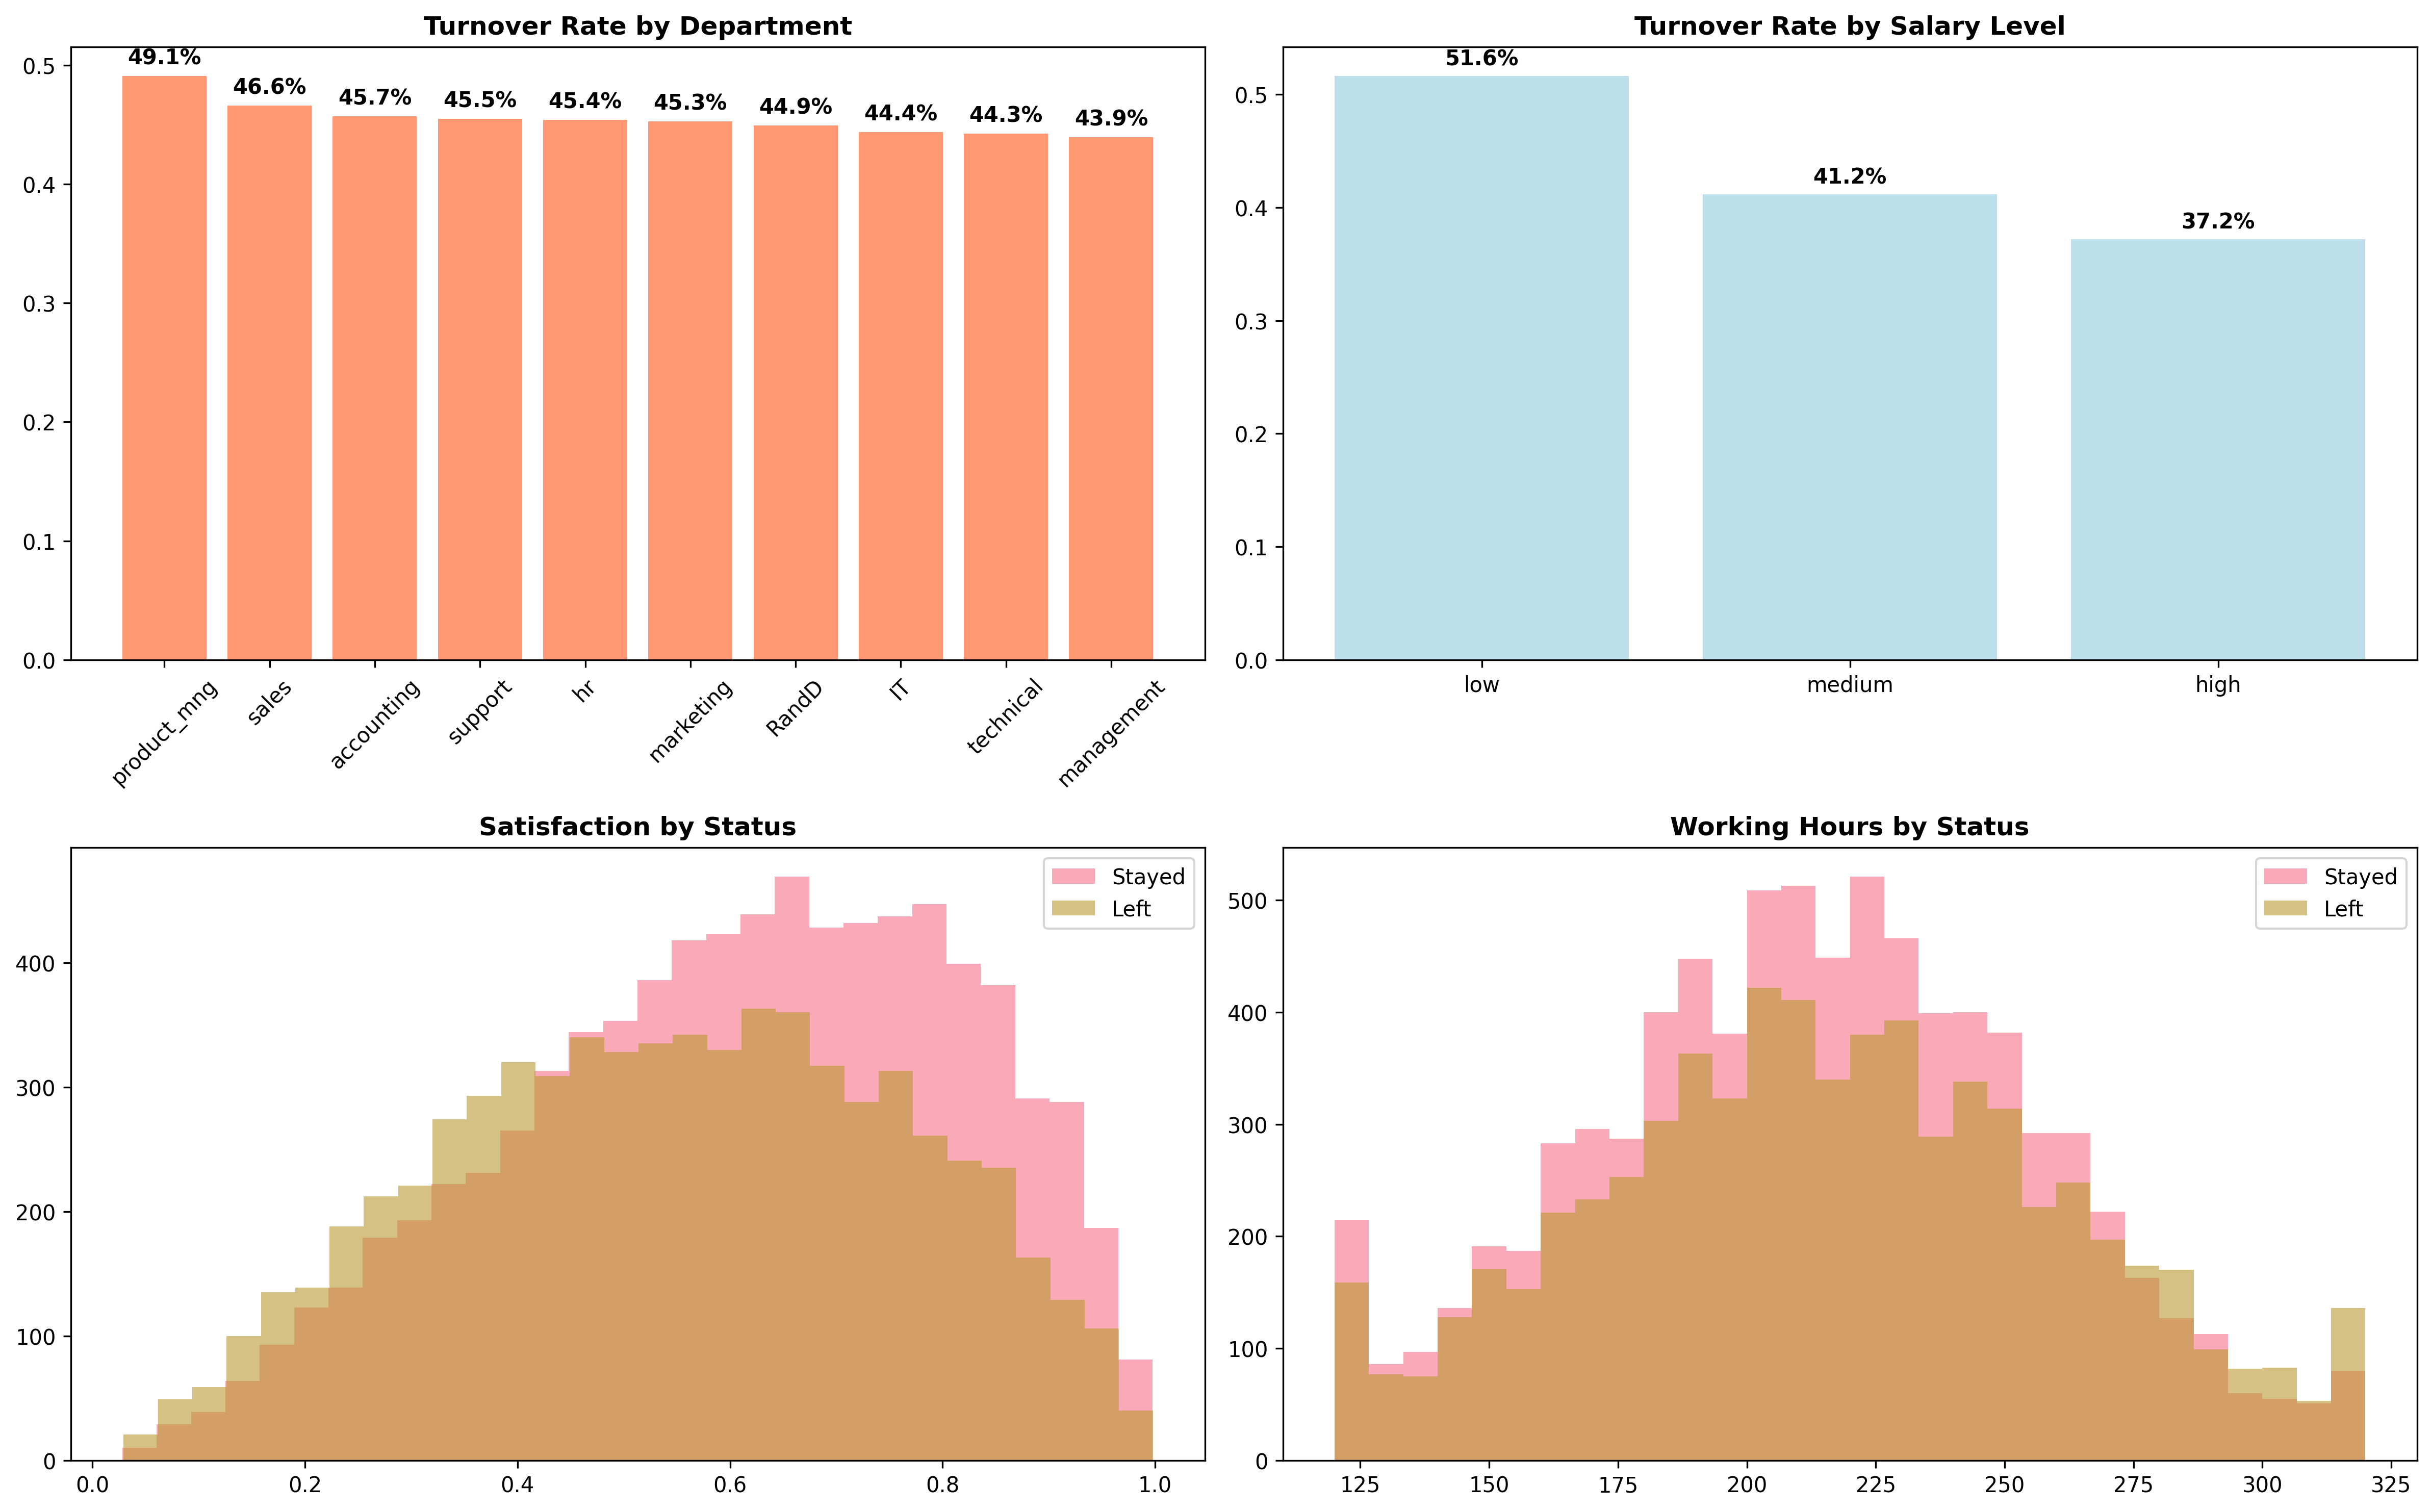 Turnover Rate by Department
0.5
0.4
0.3
0.2
0.1
0.0
49.1%
46.6%
45.7%
45.5%
45.4%
45.3%
44.9%
44.4%
44.3%
43.9%
product_mng
sales
accounting
support
hr
marketing
RandD
IT
technical
management
Turnover Rate by Salary Level
0.5
0.4
0.3
0.2
0.1
0.0
51.6%
41.2%
37.2%
low
medium
high
Satisfaction by Status
400
300
200
100
0
Stayed
Left
0.0
0.2
0.4
0.6
0.8
1.0
Working Hours by Status
500
400
300
200
100
0
Stayed
Left
125
150
175
200
225
250
275
300
325